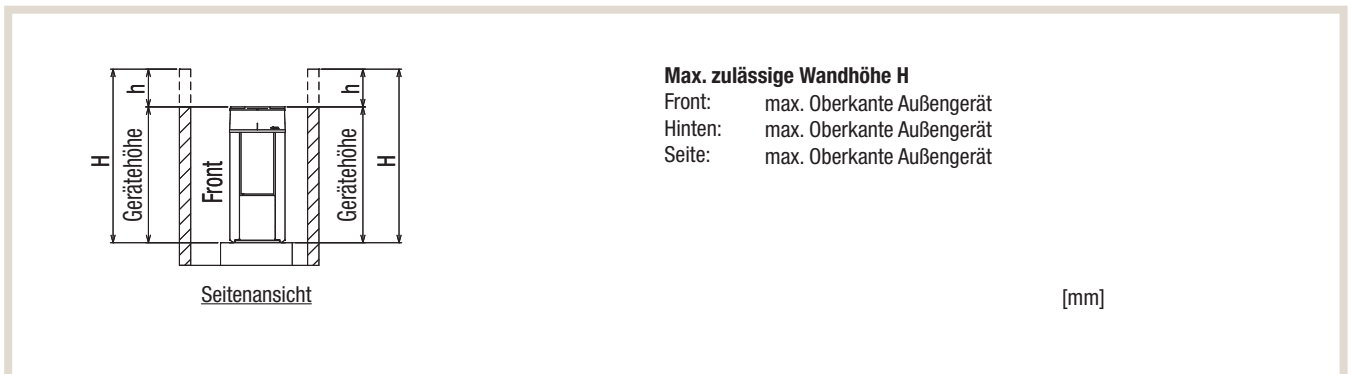 Max. zulässige Wandhöhe H
Front: max. Oberkante Außengerät
Hinten: max. Oberkante Außengerät
Seite: max. Oberkante Außengerät
h
h
H
Gerätehöhe
Front
Gerätehöhe
H
Seitenansicht
[mm]